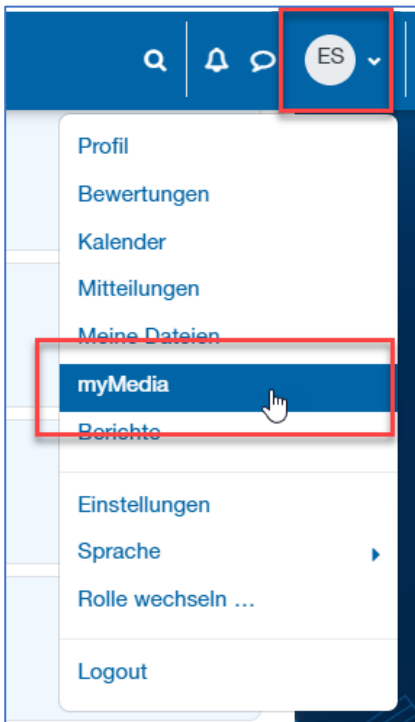 ES
Profil
Bewertungen
Kalender
Mitteilungen
Meine Dateien
myMedia
Berichte
Einstellungen
Sprache
Rolle wechseln ...
Logout